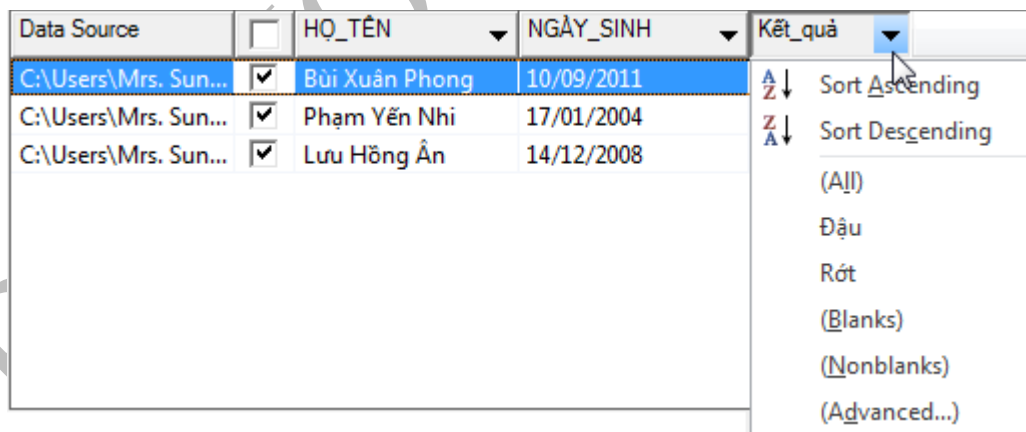 Data Source HỌ_TÊN NGÀY_SINH Kết_quả
C:\Users\Mrs. Sun... Bùi Xuân Phong 10/09/2011
C:\Users\Mrs. Sun... Phạm Yến Nhi 17/01/2004
C:\Users\Mrs. Sun... Lưu Hồng Ân 14/12/2008
Sort Ascending
Sort Descending
(All)
Đậu
Rớt
(Blanks)
(Nonblanks)
(Advanced...)